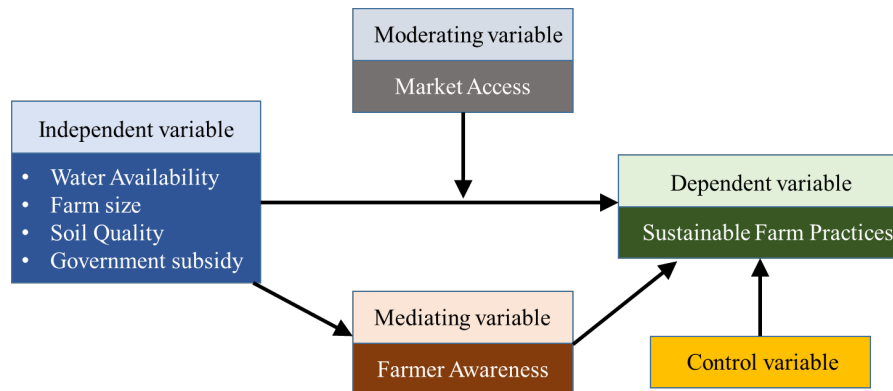 Moderating variable
Market Access
Independent variable
• Water Availability
• Farm size
• Soil Quality
• Government subsidy
Dependent variable
Sustainable Farm Practices
Mediating variable
Farmer Awareness
Control variable